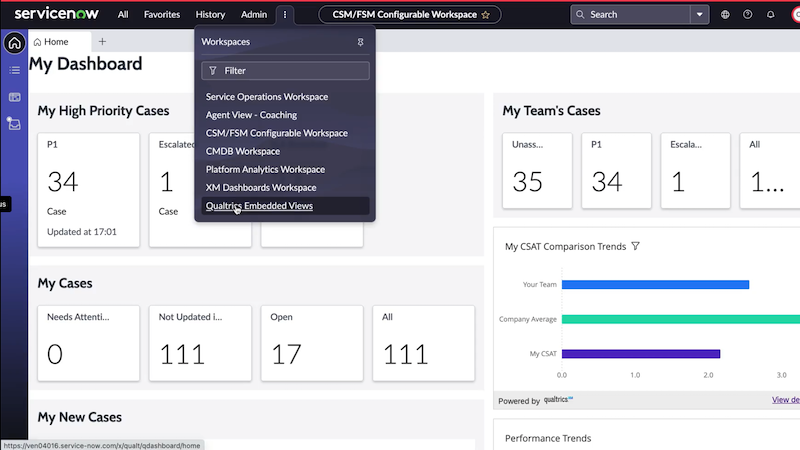 servicenow
All
Favorites
History
Admin
CSM/FSM Configurable Workspace
Search
Home
Workspaces
Filter
Service Operations Workspace
Agent View - Coaching
CSM/FSM Configurable Workspace
CMDB Workspace
Platform Analytics Workspace
XM Dashboards Workspace
Qualtrics Embedded Views
My Dashboard
My High Priority Cases
P1
34
Case
Updated at 17:01
Escalated
1
Case
My Team's Cases
Unass...
35
P1
34
Escala...
1
All
1...
My CSAT Comparison Trends
Your Team
Company Average
My CSAT
0.0
1.0
2.0
3.0
Powered by qualtrics
View de
My Cases
Needs Attenti...
0
Not Updated i...
111
Open
17
All
111
My New Cases
Performance Trends
us
https://ven04016.service-now.com/x/qualt/qdashboard/home